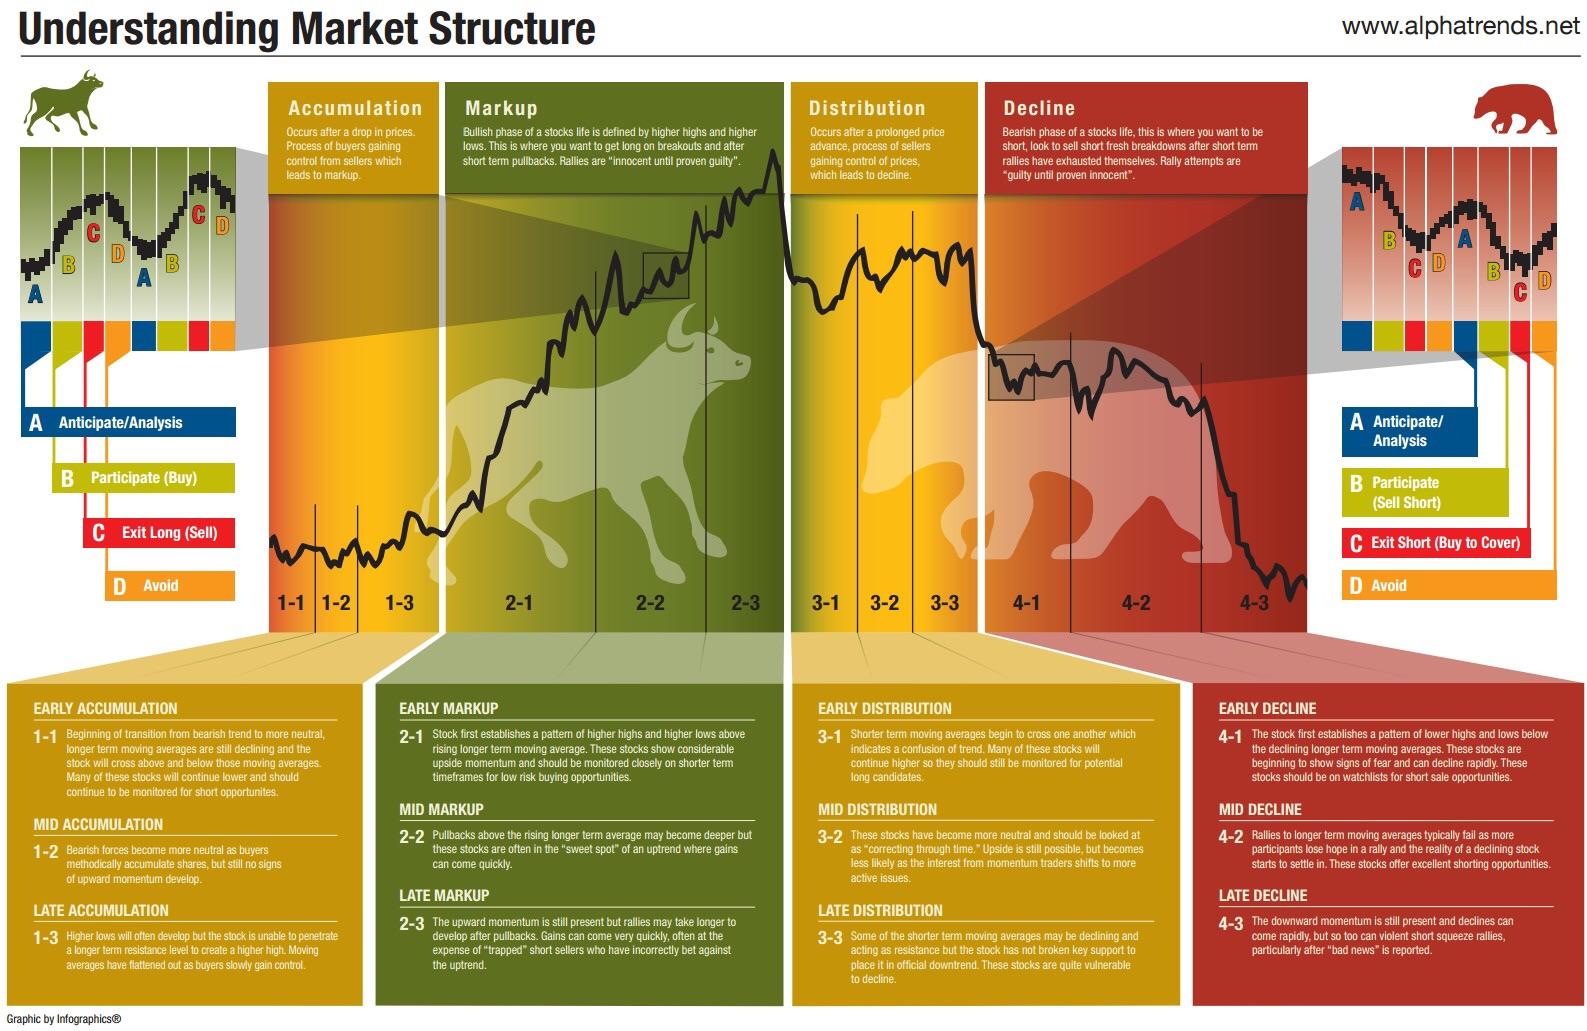 Understanding Market Structure
www.alphatrends.net
Accumulation
Occurs after a drop in prices.
Process of buyers gaining
control from sellers which
leads to markup.
Markup
Bullish phase of a stocks life is defined by higher highs and higher
lows. This is where you want to get long on breakouts and after
short term pullbacks. Rallies are “innocent until proven guilty”.
Distribution
Occurs after a prolonged price
advance, process of sellers
gaining control of prices,
which leads to decline.
Decline
Bearish phase of a stocks life, this is where you want to be
short, look to sell short fresh breakdowns after short term
rallies have exhausted themselves. Rally attempts are
“guilty until proven innocent”.
A
B
C
D
A
B
C
D
A Anticipate/Analysis
B Participate (Buy)
C Exit Long (Sell)
D Avoid
A
B
C
D
A
B
C
D
A Anticipate/
Analysis
B Participate
(Sell Short)
C Exit Short (Buy to Cover)
D Avoid
1-1 1-2 1-3 2-1 2-2 2-3 3-1 3-2 3-3 4-1 4-2 4-3
EARLY ACCUMULATION
1-1 Beginning of transition from bearish trend to more neutral,
longer term moving averages are still declining and the
stock will cross above and below those moving averages.
Many of these stocks will continue lower and should
continue to be monitored for short opportunites.
MID ACCUMULATION
1-2 Bearish forces become more neutral as buyers
methodically accumulate shares, but still no signs
of upward momentum develop.
LATE ACCUMULATION
1-3 Higher lows will often develop but the stock is unable to penetrate
a longer term resistance level to create a higher high. Moving
averages have flattened out as buyers slowly gain control.
EARLY MARKUP
2-1 Stock first establishes a pattern of higher highs and higher lows above
rising longer term moving average. These stocks show considerable
upside momentum and should be monitored closely on shorter term
timeframes for low risk buying opportunities.
MID MARKUP
2-2 Pullbacks above the rising longer term average may become deeper but
these stocks are often in the “sweet spot” of an uptrend where gains
can come quickly.
LATE MARKUP
2-3 The upward momentum is still present but rallies may take longer to
develop after pullbacks. Gains can come very quickly, often at the
expense of “trapped” short sellers who have incorrectly bet against
the uptrend.
EARLY DISTRIBUTION
3-1 Shorter term moving averages begin to cross one another which
indicates a confusion of trend. Many of these stocks will
continue higher so they should still be monitored for potential
long candidates.
MID DISTRIBUTION
3-2 These stocks have become more neutral and should be looked at
as “correcting through time.” Upside is still possible, but becomes
less likely as the interest from momentum traders shifts to more
active issues.
LATE DISTRIBUTION
3-3 Some of the shorter term moving averages may be declining and
acting as resistance but the stock has not broken key support to
place it in official downtrend. These stocks are quite vulnerable
to decline.
EARLY DECLINE
4-1 The stock first establishes a pattern of lower highs and lows below
the declining longer term moving averages. These stocks are
beginning to show signs of fear and can decline rapidly. These
stocks should be on watchlists for short sale opportunities.
MID DECLINE
4-2 Rallies to longer term moving averages typically fail as more
participants lose hope in a rally and the reality of a declining stock
starts to settle in. These stocks offer excellent shorting opportunities.
LATE DECLINE
4-3 The downward momentum is still present and declines can
come rapidly, but so too can violent short squeeze rallies,
particularly after “bad news” is reported.
Graphic by Infographics®